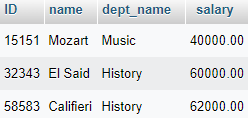 ID name dept_name salary
15151 Mozart Music 40000.00
32343 El Said History 60000.00
58583 Califieri History 62000.00